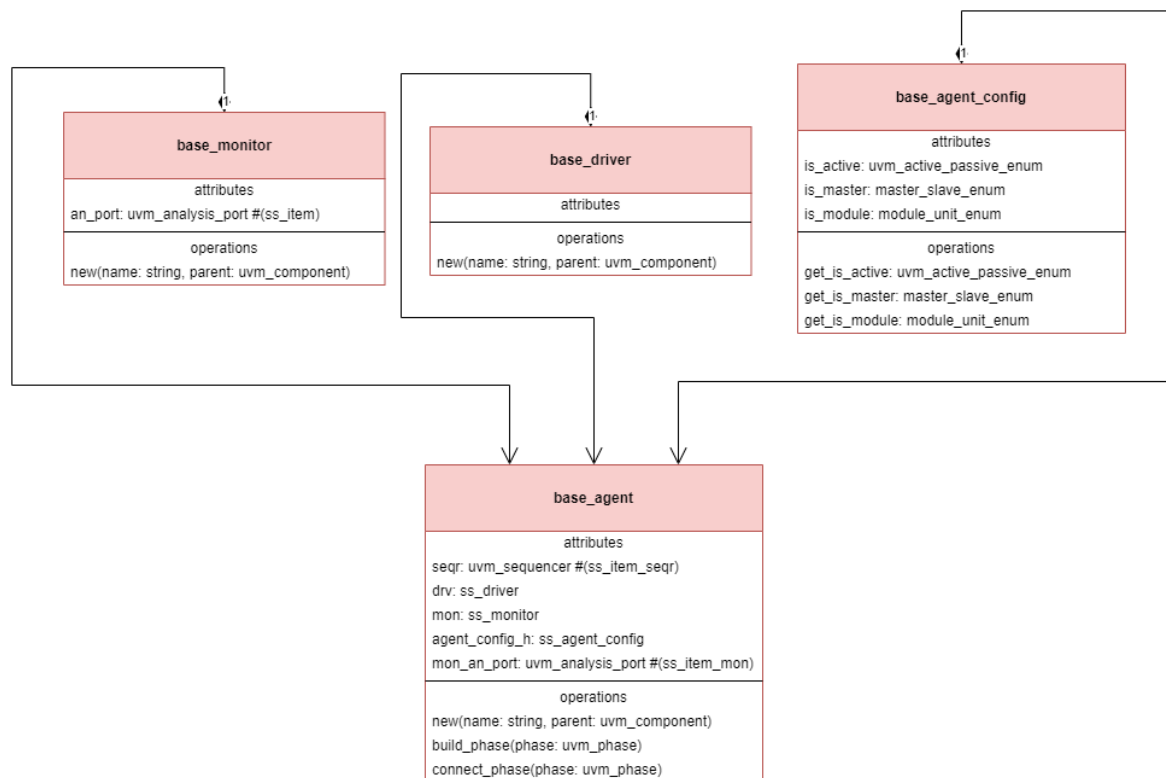 1
base_monitor
attributes
an_port: uvm_analysis_port #(ss_item)
operations
new(name: string, parent: uvm_component)
1
base_driver
attributes
operations
new(name: string, parent: uvm_component)
1
base_agent_config
attributes
is_active: uvm_active_passive_enum
is_master: master_slave_enum
is_module: module_unit_enum
operations
get_is_active: uvm_active_passive_enum
get_is_master: master_slave_enum
get_is_module: module_unit_enum
base_agent
attributes
seqr: uvm_sequencer #(ss_item_seqr)
drv: ss_driver
mon: ss_monitor
agent_config_h: ss_agent_config
mon_an_port: uvm_analysis_port #(ss_item_mon)
operations
new(name: string, parent: uvm_component)
build_phase(phase: uvm_phase)
connect_phase(phase: uvm_phase)